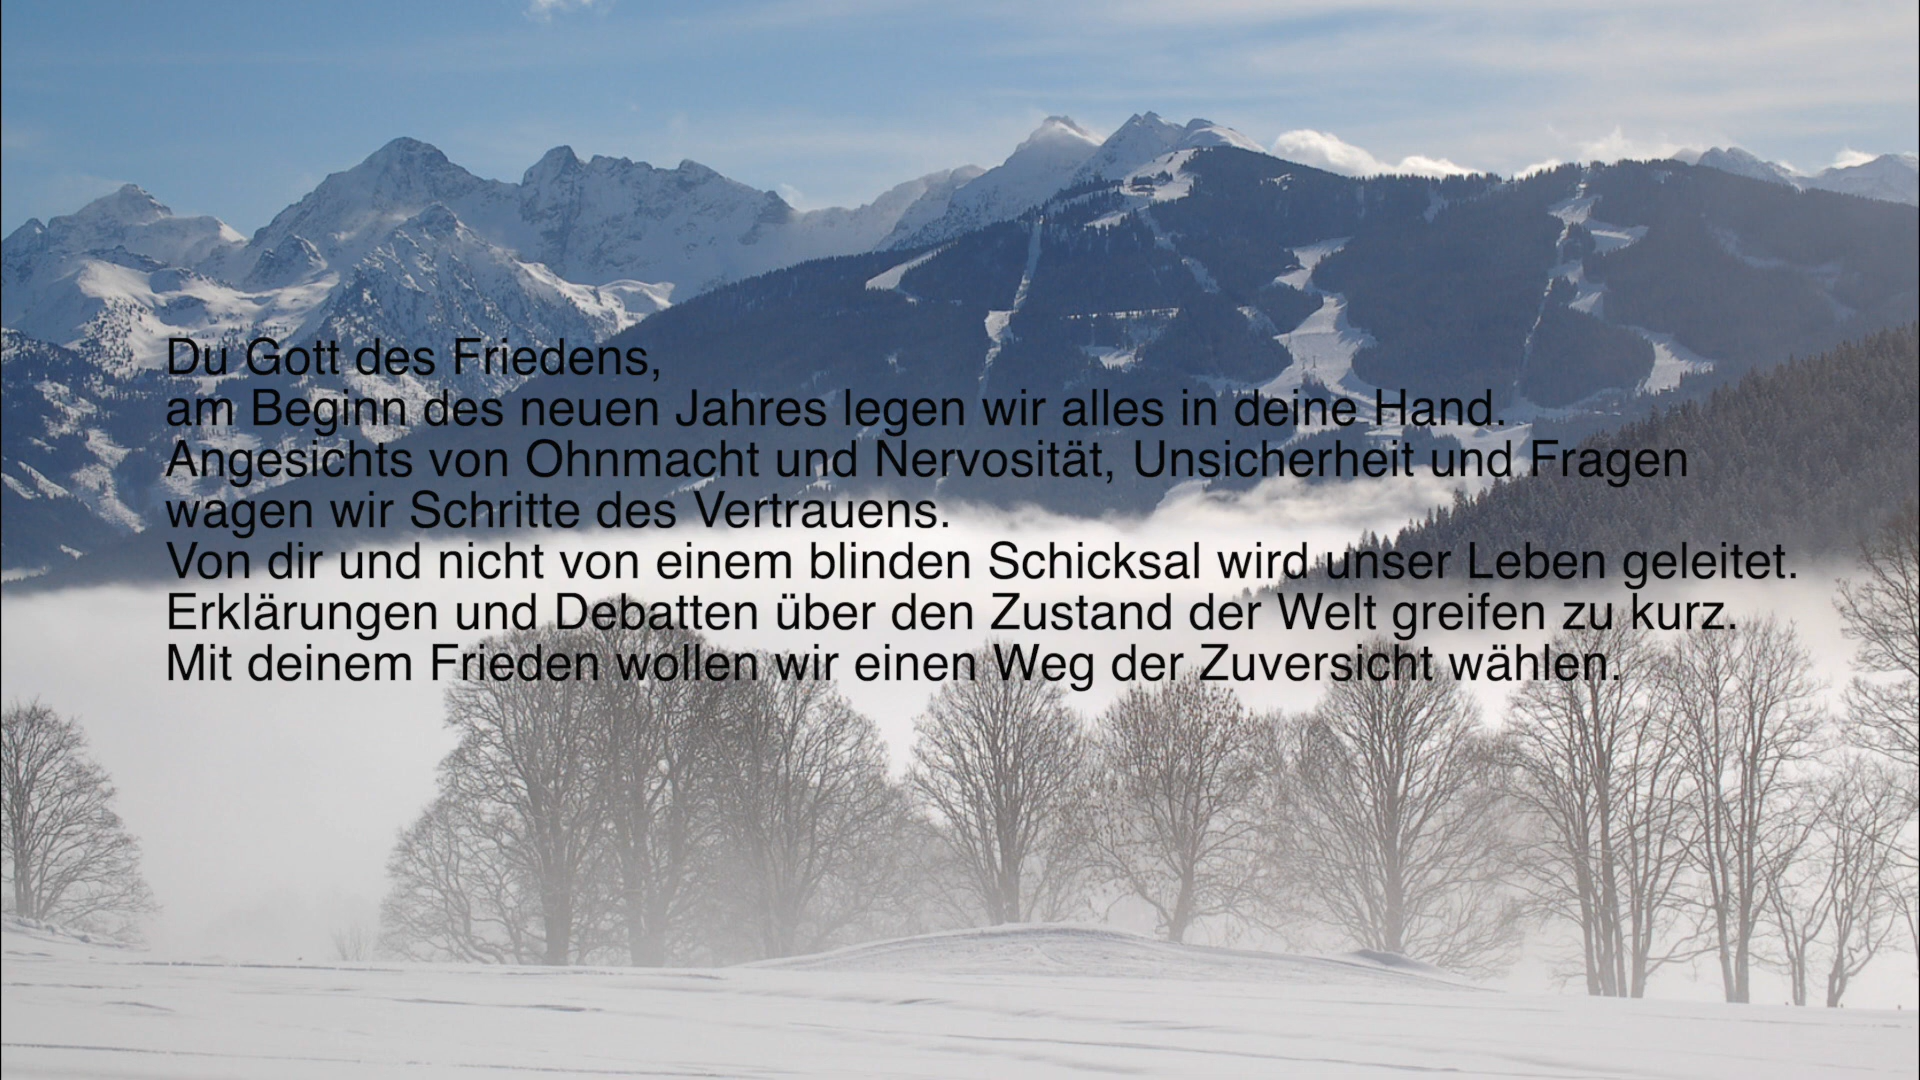 Du Gott des Friedens,
am Beginn des neuen Jahres legen wir alles in deine Hand.
Angesichts von Ohnmacht und Nervosität, Unsicherheit und Fragen
wagen wir Schritte des Vertrauens.
Von dir und nicht von einem blinden Schicksal wird unser Leben geleitet.
Erklärungen und Debatten über den Zustand der Welt greifen zu kurz.
Mit deinem Frieden wollen wir einen Weg der Zuversicht wählen.